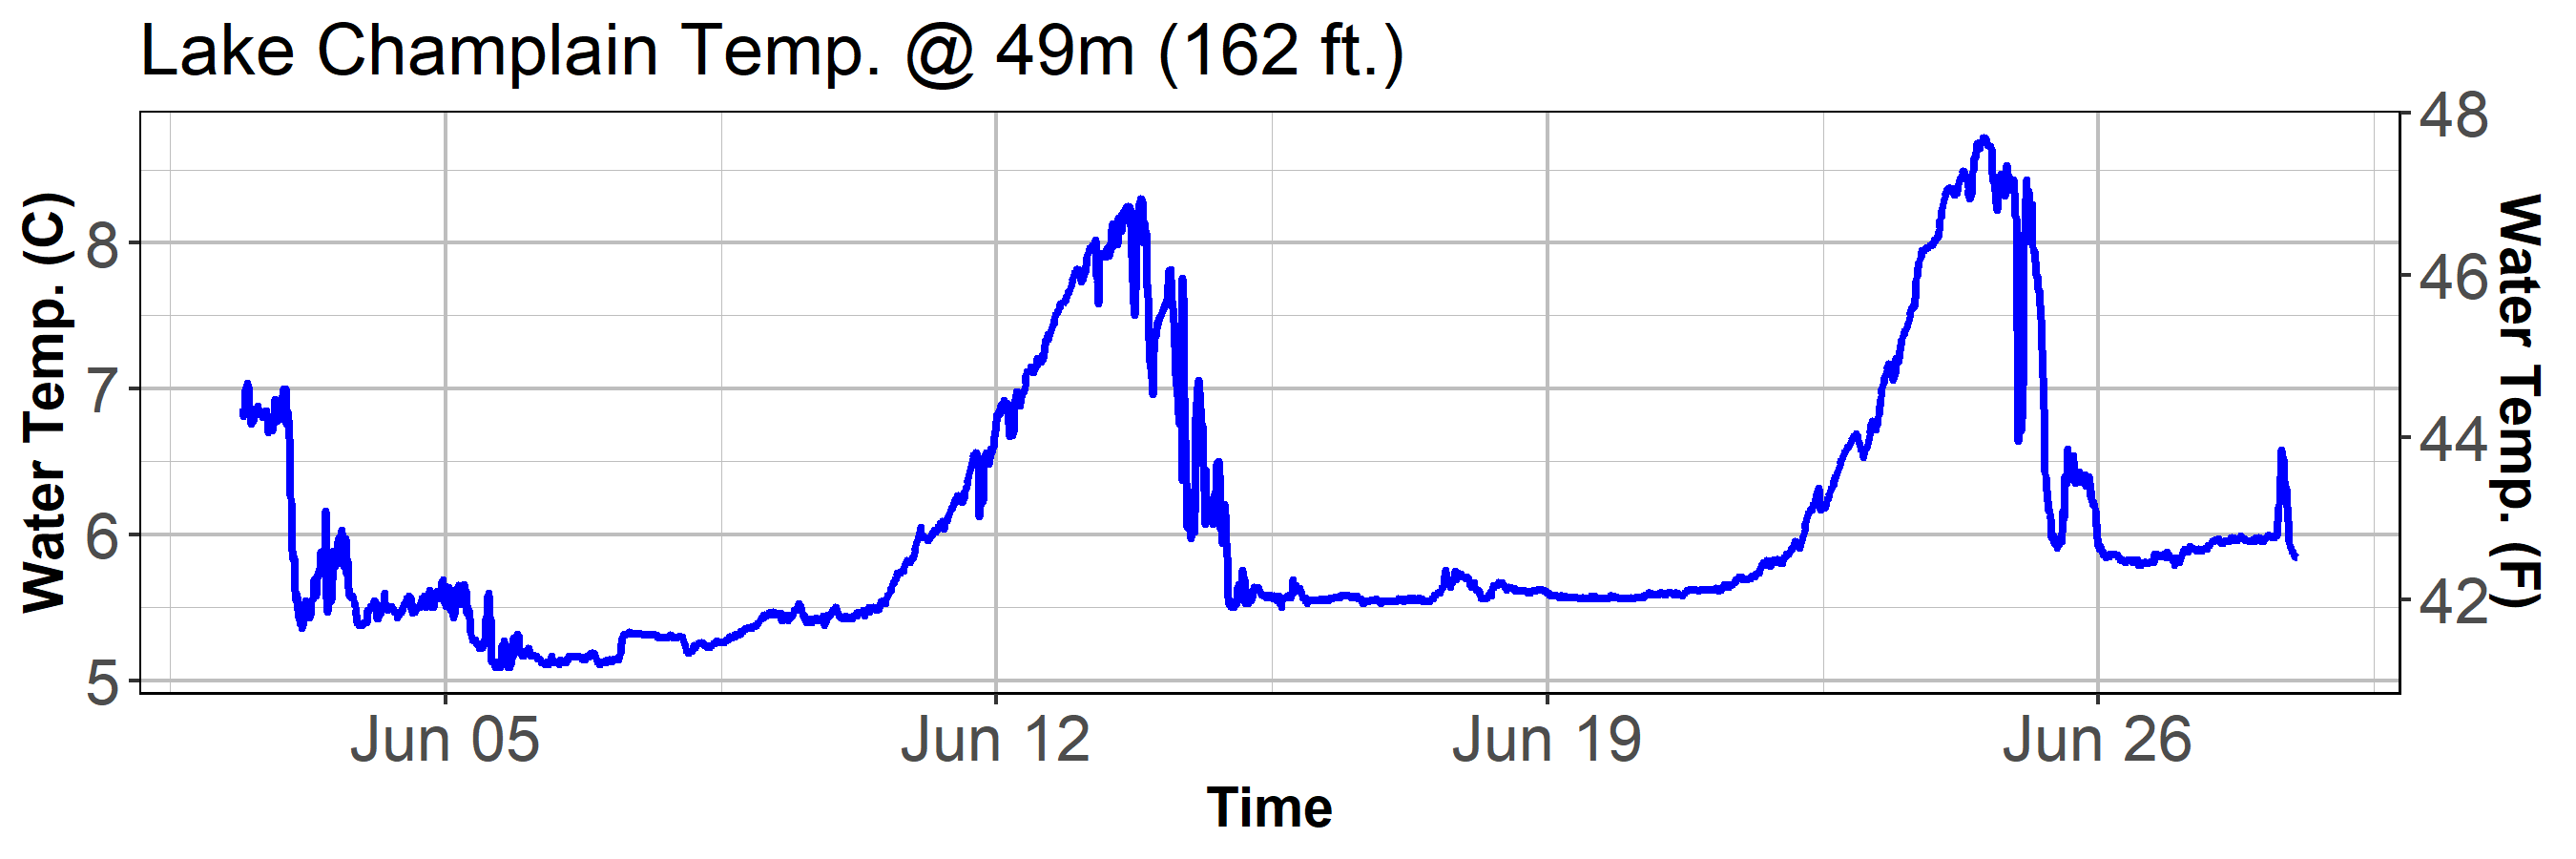 Lake Champlain Temp. @ 49m (162 ft.)
Water Temp. (C)
8
7
6
5
48
46
44
42
Water Temp. (F)
Jun 05 Jun 12 Jun 19 Jun 26
Time